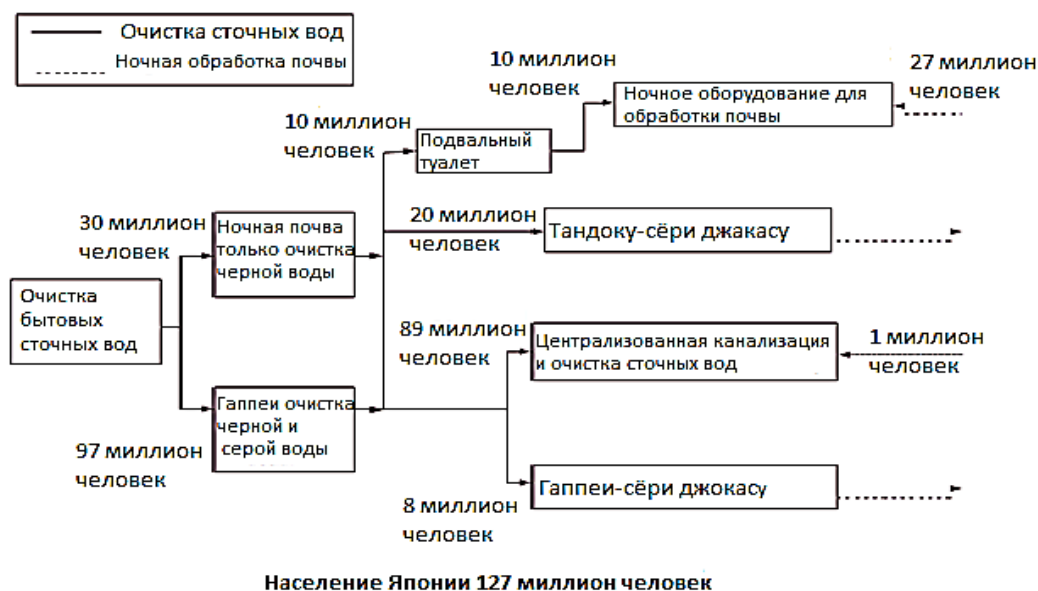 Очистка сточных вод
Ночная обработка почвы
10 миллион
человек
27 миллион
человек
Ночное оборудование для
обработки почвы
10 миллион
человек
Подвальный
туалет
30 миллион
человек
Ночная почва
только очистка
черной воды
20 миллион
человек
Тандоку-сёри джакасу
Очистка
бытовых
сточных вод
89 миллион
человек
Централизованная канализация
и очистка сточных вод
1 миллион
человек
Гаппеи очистка
черной и
серой воды
97 миллион
человек
Гаппеи-сёри джокасу
8 миллион
человек
Население Японии 127 миллион человек